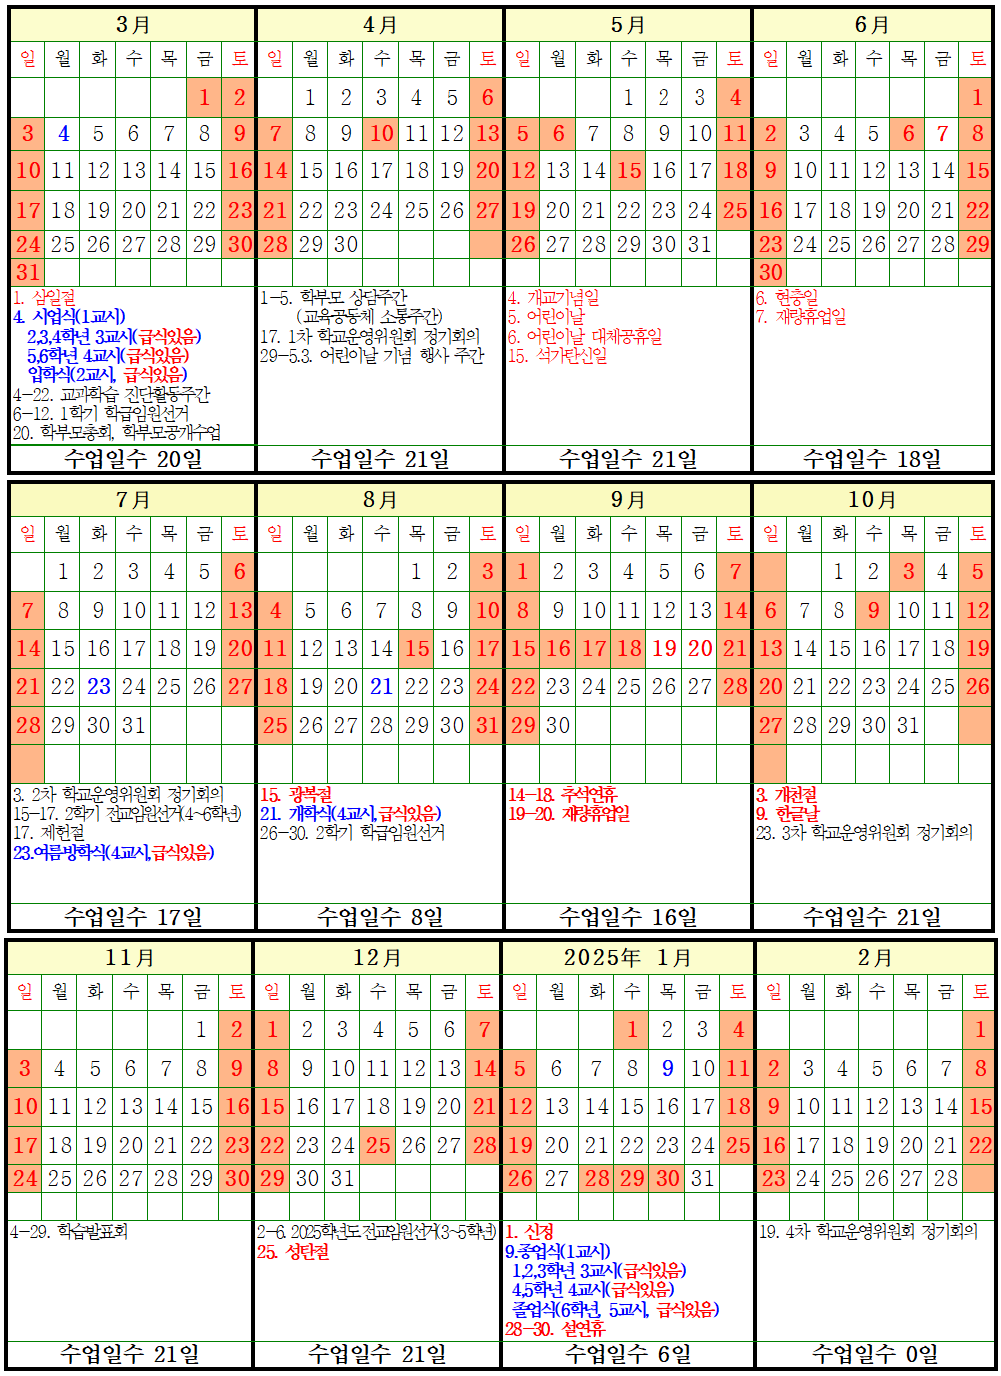 3月 4月 5月 6月
일 월 화 수 목 금 토 일 월 화 수 목 금 토 일 월 화 수 목 금 토 일 월 화 수 목 금 토
1 2 1 2 3 4 5 6 1 2 3 4 1
3 4 5 6 7 8 9 7 8 9 10 11 12 13 5 6 7 8 9 10 11 2 3 4 5 6 7 8
10 11 12 13 14 15 16 14 15 16 17 18 19 20 12 13 14 15 16 17 18 9 10 11 12 13 14 15
17 18 19 20 21 22 23 21 22 23 24 25 26 27 19 20 21 22 23 24 25 16 17 18 19 20 21 22
24 25 26 27 28 29 30 28 29 30 26 27 28 29 30 31 23 24 25 26 27 28 29
31 30
1. 삼일절
4. 시업식(1교시)
2,3,4학년 3교시(급식있음)
5,6학년 4교시(급식있음)
입학식(2교시, 급식있음)
4-22. 교과학습 진단활동주간
6-12. 1학기 학급임원선거
20. 학부모총회, 학부모공개수업
1-5. 학부모 상담주간
(교육공동체 소통주간)
17. 1차 학교운영위원회 정기회의
29-5.3. 어린이날 기념 행사 주간
4. 개교기념일
5. 어린이날
6. 어린이날 대체공휴일
15. 석가탄신일
6. 현충일
7. 재량휴업일
수업일수 20일 수업일수 21일 수업일수 21일 수업일수 18일
7月 8月 9月 10月
일 월 화 수 목 금 토 일 월 화 수 목 금 토 일 월 화 수 목 금 토 일 월 화 수 목 금 토
1 2 3 4 5 6 1 2 3 1 2 3 4 5 6 7 1 2 3 4 5
7 8 9 10 11 12 13 4 5 6 7 8 9 10 8 9 10 11 12 13 14 6 7 8 9 10 11 12
14 15 16 17 18 19 20 11 12 13 14 15 16 17 15 16 17 18 19 20 21 13 14 15 16 17 18 19
21 22 23 24 25 26 27 18 19 20 21 22 23 24 22 23 24 25 26 27 28 20 21 22 23 24 25 26
28 29 30 31 25 26 27 28 29 30 31 29 30 27 28 29 30 31
3. 2차 학교운영위원회 정기회의
15-17. 2학기 전교임원선거(4~6학년)
17. 제헌절
23.여름방학식(4교시,급식있음)
15. 광복절
21. 개학식(4교시,급식있음)
26-30. 2학기 학급임원선거
14-18. 추석연휴
19-20. 재량휴업일
3. 개천절
9. 한글날
23. 3차 학교운영위원회 정기회의
수업일수 17일 수업일수 8일 수업일수 16일 수업일수 21일
11月 12月 2025年 1月 2月
일 월 화 수 목 금 토 일 월 화 수 목 금 토 일 월 화 수 목 금 토 일 월 화 수 목 금 토
1 2 1 2 3 4 5 6 7 1 2 3 4 1
3 4 5 6 7 8 9 8 9 10 11 12 13 14 5 6 7 8 9 10 11 2 3 4 5 6 7 8
10 11 12 13 14 15 16 15 16 17 18 19 20 21 12 13 14 15 16 17 18 9 10 11 12 13 14 15
17 18 19 20 21 22 23 22 23 24 25 26 27 28 19 20 21 22 23 24 25 16 17 18 19 20 21 22
24 25 26 27 28 29 30 29 30 31 26 27 28 29 30 31 23 24 25 26 27 28
4-29. 학습발표회
2-6. 2025학년도 전교임원선거(3~5학년)
25. 성탄절
1. 신정
9.종업식(1교시)
1,2,3학년 3교시(급식있음)
4,5학년 4교시(급식있음)
졸업식(6학년, 5교시, 급식있음)
28-30. 설연휴
19. 4차 학교운영위원회 정기회의
수업일수 21일 수업일수 21일 수업일수 6일 수업일수 0일